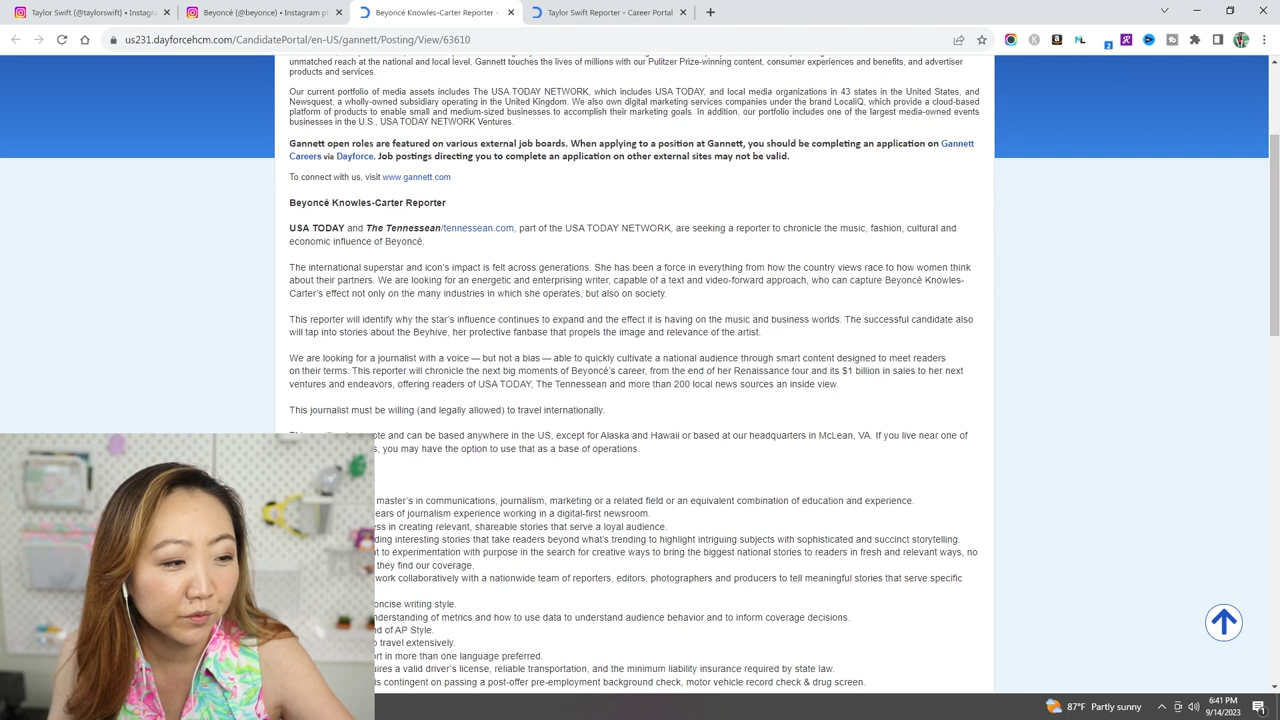 Taylor Swift (@taylorswift) • Instagr
Beyoncé (@beyonce) • Instagram p
Beyoncé Knowles-Carter Reporter -
Taylor Swift Reporter - Career Portal
us231.dayforcehcm.com/CandidatePortal/en-US/gannett/Posting/View/63610
unmatched reach at the national and local level, Gannett touches the lives of millions with our Pulitzer Prize-winning content, consumer experiences and benefits, and advertiser
products and services.
Our current portfolio of media assets includes The USA TODAY NETWORK, which includes USA TODAY, and local media organizations in 43 states in the United States, and
Newsquest, a wholly-owned subsidiary operating in the United Kingdom. We also own digital marketing services companies under the brand LocaliQ, which provide a cloud-based
platform of products to enable small and medium-sized businesses to accomplish their marketing goals. In addition, our portfolio includes one of the largest media-owned events
businesses in the U.S., USA TODAY NETWORK Ventures.
Gannett open roles are featured on various external job boards. When applying to a position at Gannett, you should be completing an application on Gannett
Careers via Dayforce. Job postings directing you to complete an application on other external sites may not be valid.
To connect with us, visit www.gannett.com
Beyoncé Knowles-Carter Reporter
USA TODAY and The Tennessean/tennessean.com, part of the USA TODAY NETWORK, are seeking a reporter to chronicle the music, fashion, cultural and
economic influence of Beyoncé.
The international superstar and icon's impact is felt across generations. She has been a force in everything from how the country views race to how women think
about their partners. We are looking for an energetic and enterprising writer, capable of a text and video-forward approach, who can capture Beyoncé Knowles-
Carter's effect not only on the many industries in which she operates, but also on society.
This reporter will identify why the star's influence continues to expand and the effect it is having on the music and business worlds. The successful candidate also
will tap into stories about the Beyhive, her protective fanbase that propels the image and relevance of the artist.
We are looking for a journalist with a voice — but not a bias — able to quickly cultivate a national audience through smart content designed to meet readers
on their terms. This reporter will chronicle the next big moments of Beyoncé's career, from the end of her Renaissance tour and its $1 billion in sales to her next
ventures and endeavors, offering readers of USA TODAY, The Tennessean and more than 200 local news sources an inside view.
This journalist must be willing (and legally allowed) to travel internationally.
and can be based anywhere in the US, except for Alaska and Hawaii or based at our headquarters in McLean, VA. If you live near one of
you may have the option to use that as a base of operations.
master's in communications, journalism, marketing or a related field or an equivalent combination of education and experience.
of journalism experience working in a digital-first newsroom.
in creating relevant, shareable stories that serve a loyal audience.
interesting stories that take readers beyond what's trending to highlight intriguing subjects with sophisticated and succinct storytelling.
to experimentation with purpose in the search for creative ways to bring the biggest national stories to readers in fresh and relevant ways, no
they find our coverage.
work collaboratively with a nationwide team of reporters, editors, photographers and producers to tell meaningful stories that serve specific
writing style.
of metrics and how to use data to understand audience behavior and to inform coverage decisions.
of AP Style.
travel extensively.
in more than one language preferred.
a valid driver's license, reliable transportation, and the minimum liability insurance required by state law.
is contingent on passing a post-offer pre-employment background check, motor vehicle record check & drug screen.
87°F Partly sunny
6:41 PM
9/14/2023